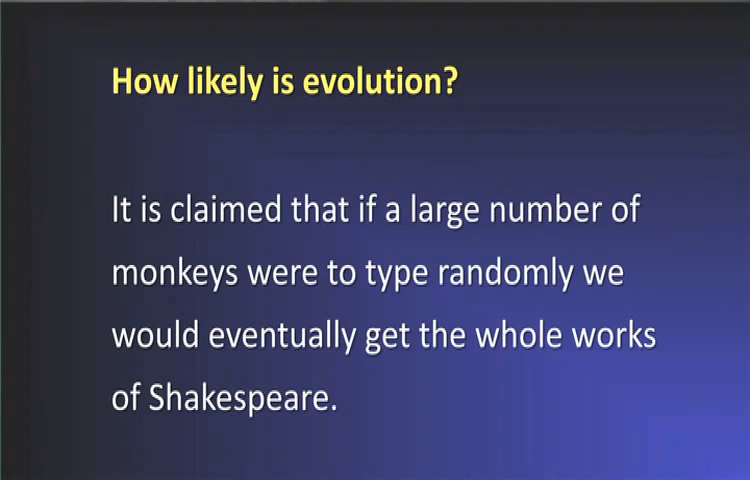 How likely is evolution?
It is claimed that if a large number of
monkeys were to type randomly we
would eventually get the whole works
of Shakespeare.